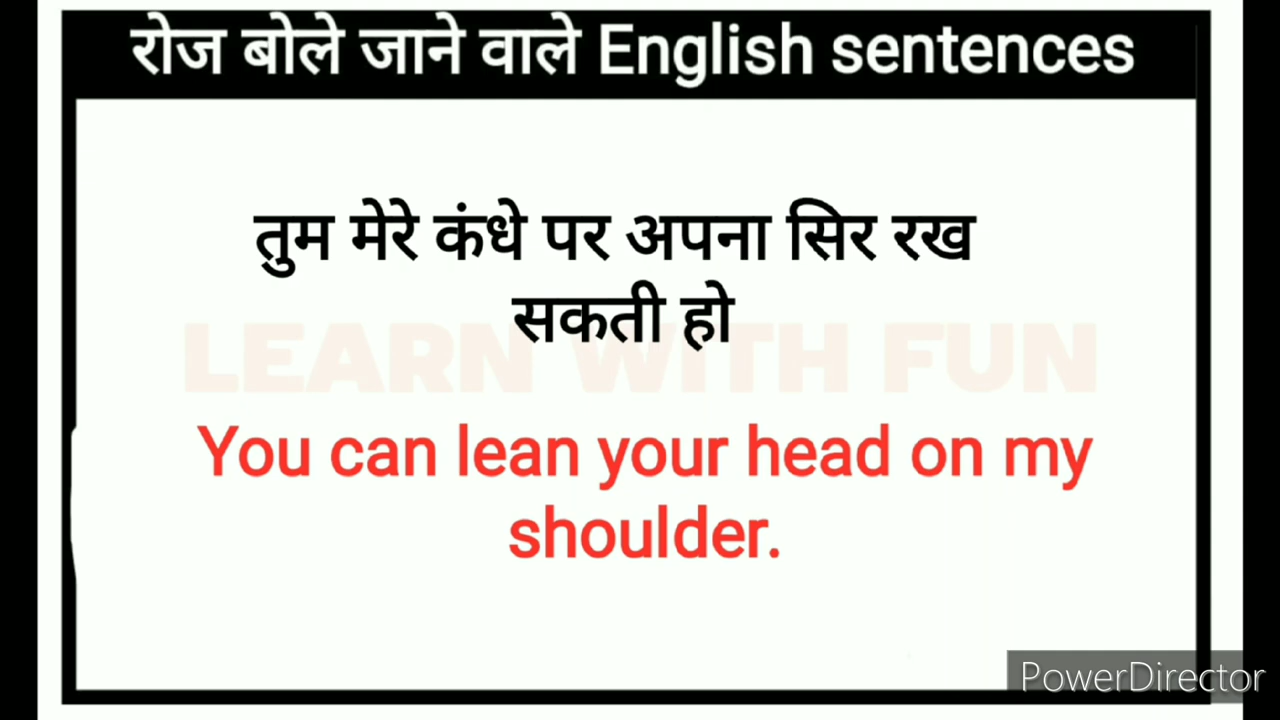 रोज बोले जाने वाले English sentences
तुम मेरे कंधे पर अपना सिर रख
सकती हो
LEARN WITH FUN
You can lean your head on my
shoulder.
PowerDirector